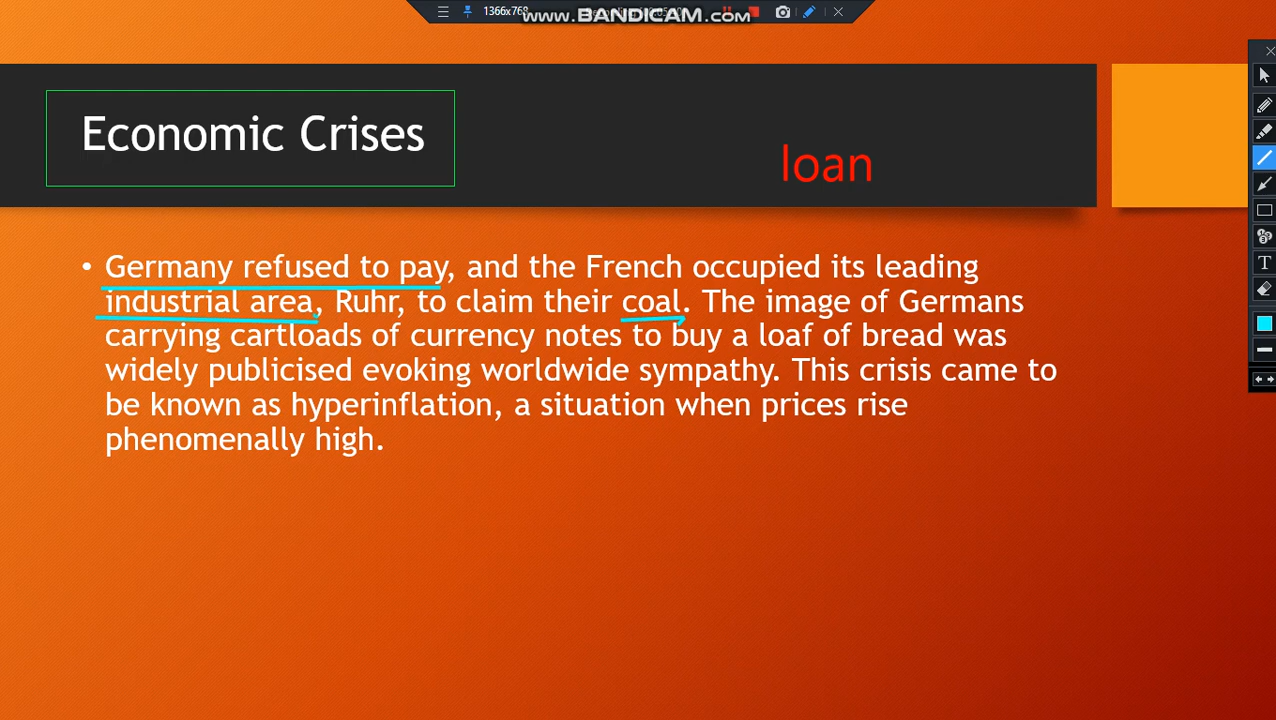 1366x768
www.BANDICAM.com
Economic Crises
loan
• Germany refused to pay, and the French occupied its leading
industrial area, Ruhr, to claim their coal. The image of Germans
carrying cartloads of currency notes to buy a loaf of bread was
widely publicised evoking worldwide sympathy. This crisis came to
be known as hyperinflation, a situation when prices rise
phenomenally high.
T